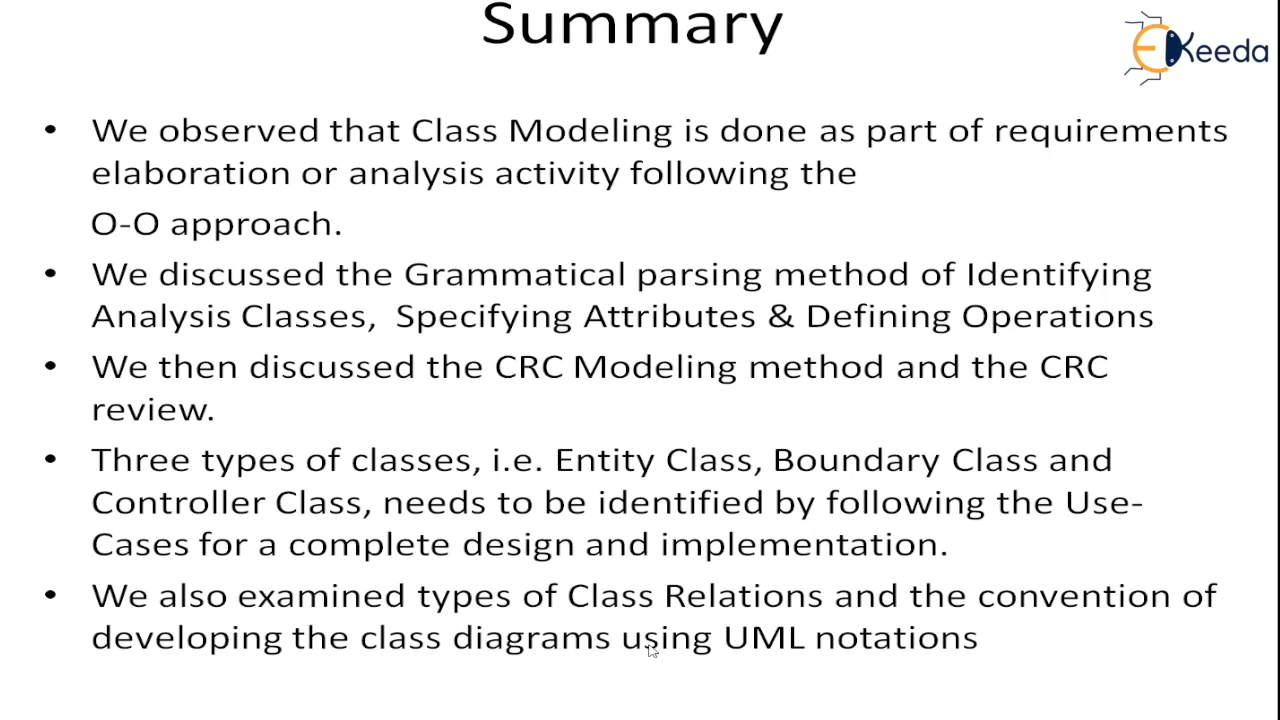 Summary
EKeeda
• We observed that Class Modeling is done as part of requirements
elaboration or analysis activity following the
O-O approach.
• We discussed the Grammatical parsing method of Identifying
Analysis Classes, Specifying Attributes & Defining Operations
• We then discussed the CRC Modeling method and the CRC
review.
• Three types of classes, i.e. Entity Class, Boundary Class and
Controller Class, needs to be identified by following the Use-
Cases for a complete design and implementation.
• We also examined types of Class Relations and the convention of
developing the class diagrams using UML notations